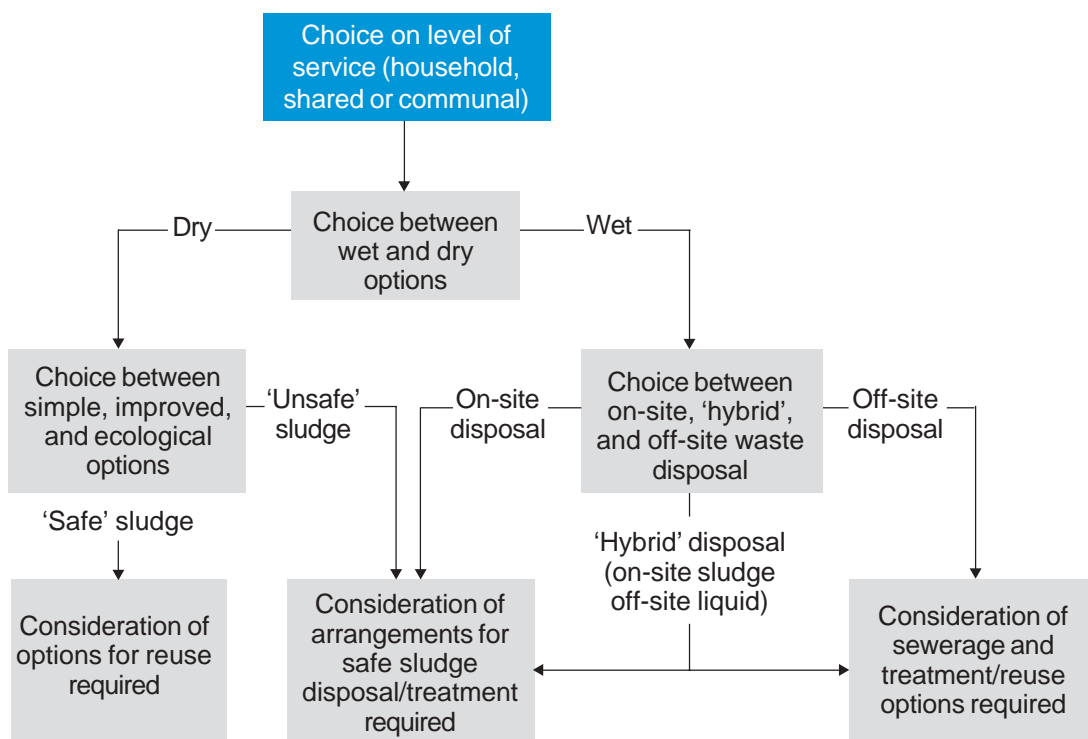 Choice on level of
service (household,
shared or communal)
Dry
Choice between
wet and dry
options
Wet
Choice between
simple, improved,
and ecological
options
‘Unsafe’
sludge
On-site
disposal
Choice between
on-site, ‘hybrid’,
and off-site waste
disposal
Off-site
disposal
‘Safe’ sludge
‘Hybrid’ disposal
(on-site sludge
off-site liquid)
Consideration of
options for reuse
required
Consideration of
arrangements for
safe sludge
disposal/treatment
required
Consideration of
sewerage and
treatment/reuse
options required